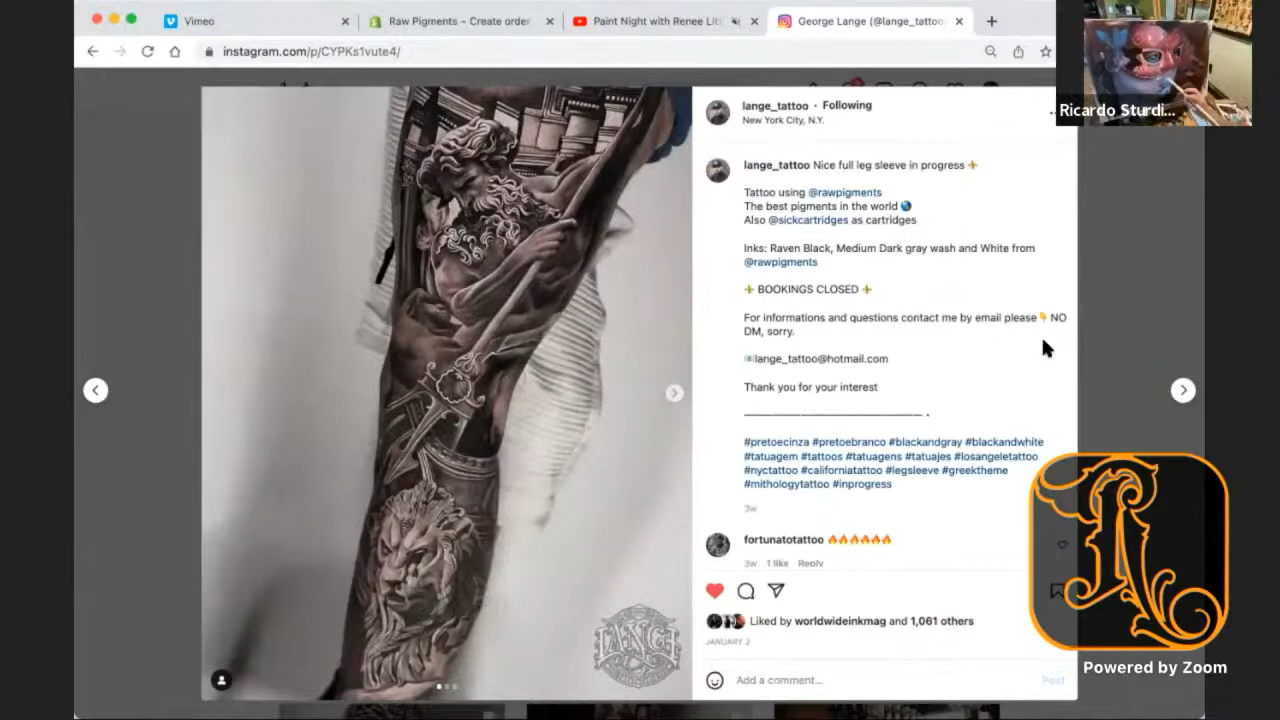 Vimeo
Raw Pigments ~ Create order
Paint Night with Renee Lit
George Lange (@lange_tattoo)
instagram.com/p/CYPKs1vute4/
Ricardo Sturdi...
lange_tattoo • Following
New York City, N.Y.
lange_tattoo Nice full leg sleeve in progress
Tattoo using @rawpigments
The best pigments in the world 🌎
Also @sickcartridges as cartridges
Inks: Raven Black, Medium Dark gray wash and White from
@rawpigments
BOOKINGS CLOSED
For informations and questions contact me by email please👇 NO
DM, sorry.
📧lange_tattoo@hotmail.com
Thank you for your interest
#pretoecinza #pretoebranco #blackandgray #blackandwhite
#tatuagem #tattoos #tatuagens #tatuajes #losangeletattoo
#nyctattoo #californiatattoo #legsleeve #greektheme
#mithologytattoo #inprogress
3w
fortunatotattoo 🔥🔥🔥🔥🔥🔥
3w 1 like Reply
Liked by worldwideinkmag and 1,061 others
JANUARY 2
Add a comment...
Post
LANGE
Powered by Zoom